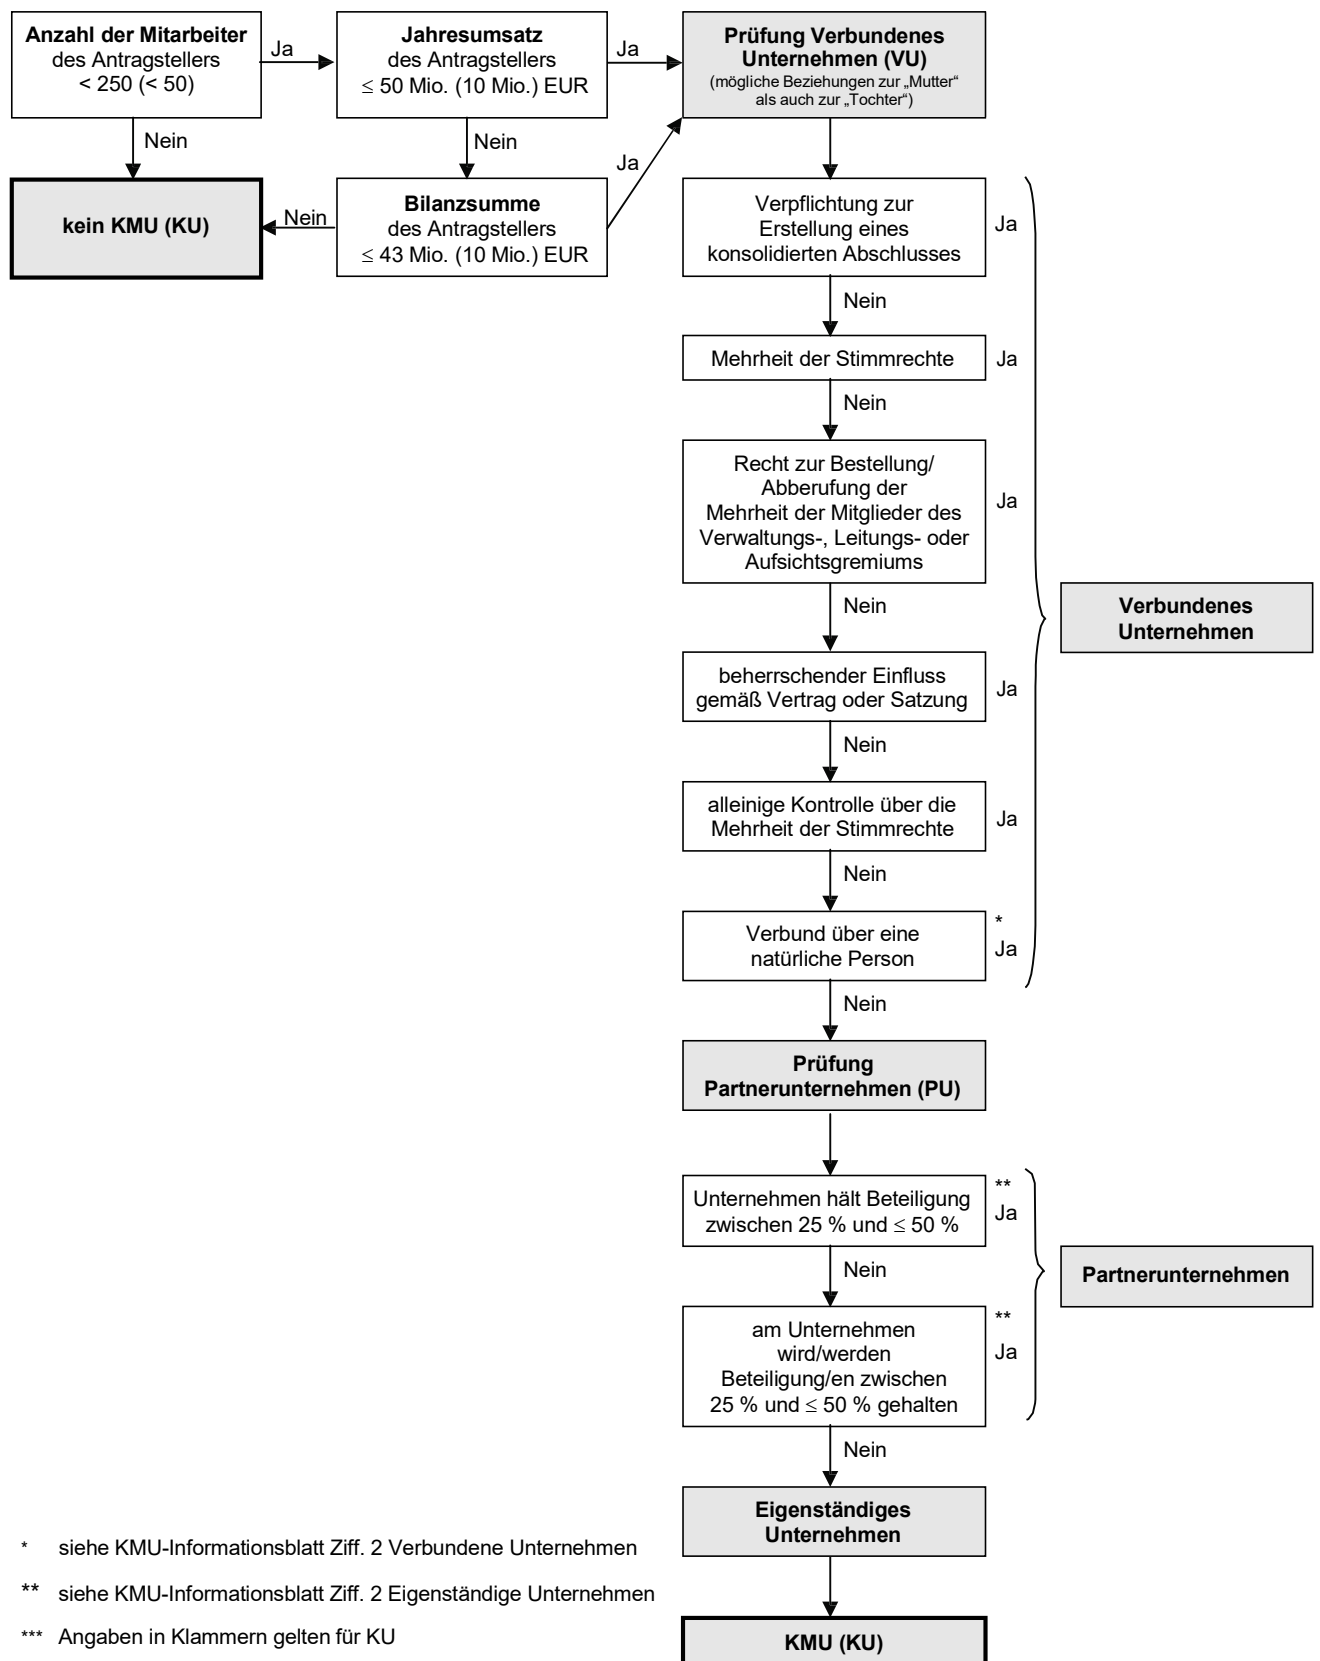 Anzahl der Mitarbeiter
des Antragstellers
< 250 (< 50)
Ja
Jahresumsatz
des Antragstellers
≤ 50 Mio. (10 Mio.) EUR
Ja
Prüfung Verbundenes
Unternehmen (VU)
(mögliche Beziehungen zur „Mutter“
als auch zur „Tochter“)
Nein
Nein
Ja
kein KMU (KU)
Nein
Bilanzsumme
des Antragstellers
≤ 43 Mio. (10 Mio.) EUR
Verpflichtung zur
Erstellung eines
konsolidierten Abschlusses
Ja
Nein
Mehrheit der Stimmrechte
Ja
Nein
Recht zur Bestellung/
Abberufung der
Mehrheit der Mitglieder des
Verwaltungs-, Leitungs- oder
Aufsichtsgremiums
Ja
Nein
Verbundenes
Unternehmen
beherrschender Einfluss
gemäß Vertrag oder Satzung
Ja
Nein
alleinige Kontrolle über die
Mehrheit der Stimmrechte
Ja
Nein
Verbund über eine
natürliche Person
*
Ja
Nein
Prüfung
Partnerunternehmen (PU)
Unternehmen hält Beteiligung
zwischen 25 % und ≤ 50 %
**
Ja
Nein
Partnerunternehmen
am Unternehmen
wird/werden
Beteiligung/en zwischen
25 % und ≤ 50 % gehalten
**
Ja
Nein
Eigenständiges
Unternehmen
* siehe KMU-Informationsblatt Ziff. 2 Verbundene Unternehmen
** siehe KMU-Informationsblatt Ziff. 2 Eigenständige Unternehmen
*** Angaben in Klammern gelten für KU
KMU (KU)